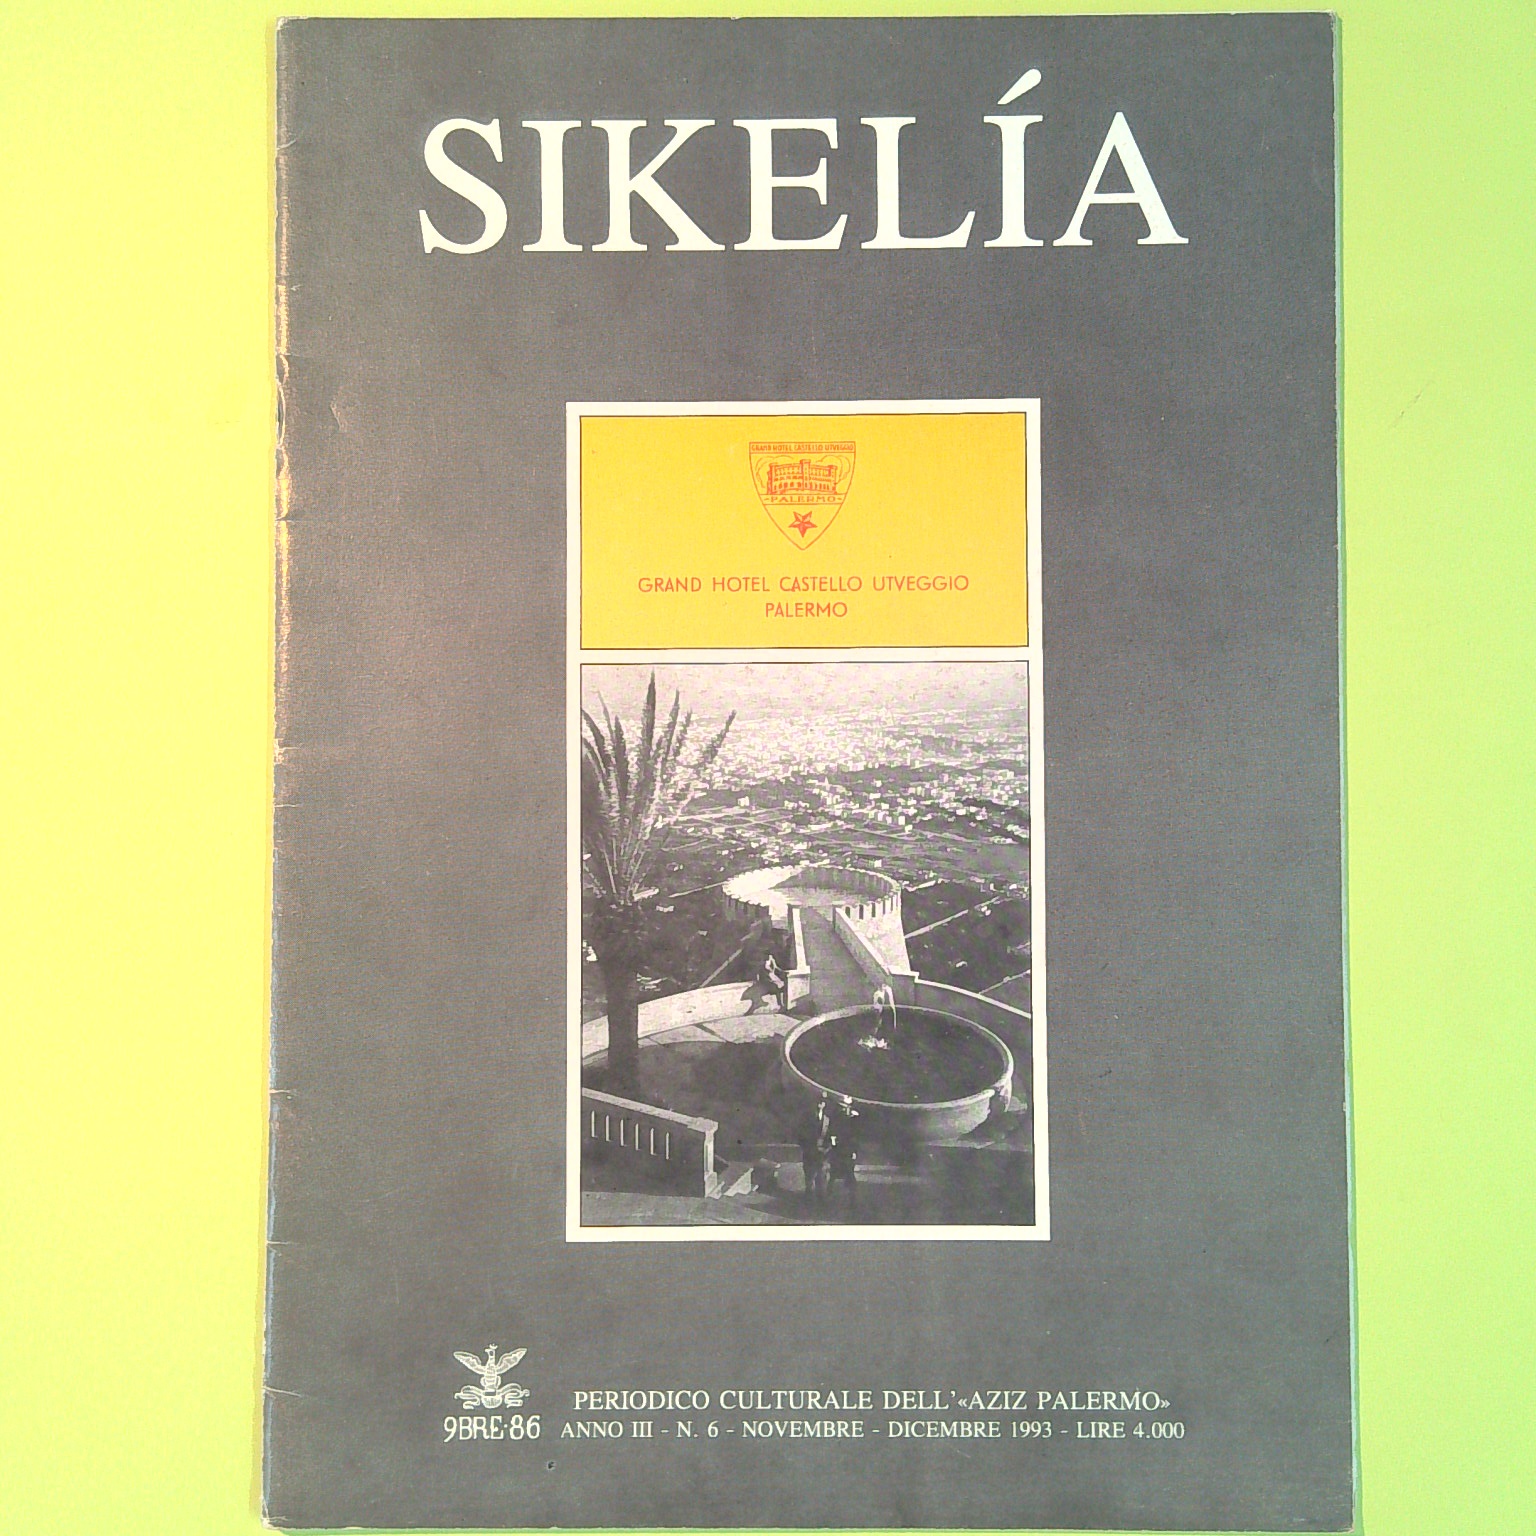 SIKELÍA
GRAND HOTEL CASTELLO UTVEGGIO
PALERMO
GRAND HOTEL CASTELLO UTVEGGIO
PALERMO
PERIODICO CULTURALE DELL'«AZIZ PALERMO»
9BRE·86 ANNO III - N. 6 - NOVEMBRE - DICEMBRE 1993 - LIRE 4.000